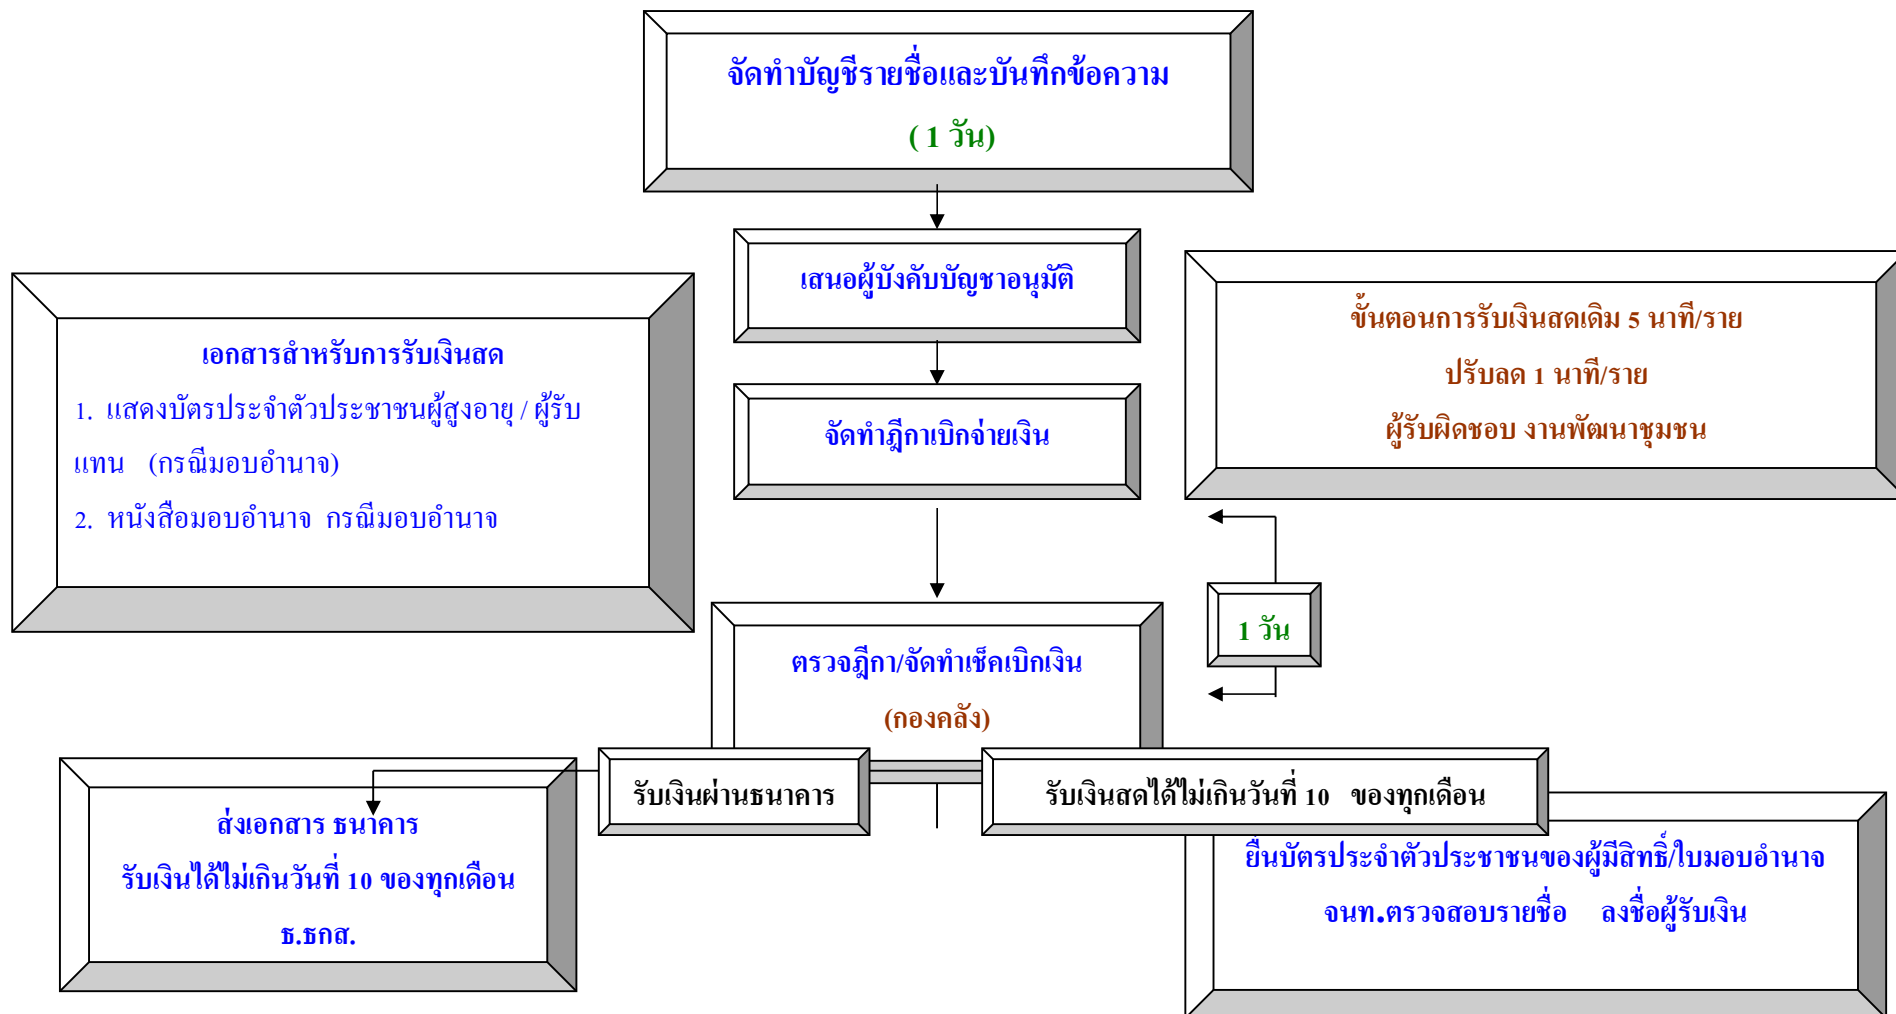 จัดทำบัญชีรายชื่อและบันทึกข้อความ
( 1 วัน)
เสนอผู้บังคับบัญชาอนุมัติ
จัดทำฎีกาเบิกจ่ายเงิน
เอกสารสำหรับการรับเงินสด
1. แสดงบัตรประจำตัวประชาชนผู้สูงอายุ / ผู้รับ
แทน (กรณีมอบอำนาจ)
2. หนังสือมอบอำนาจ กรณีมอบอำนาจ
ขั้นตอนการรับเงินสดเดิม 5 นาที/ราย
ปรับลด 1 นาที/ราย
ผู้รับผิดชอบ งานพัฒนาชุมชน
1 วัน
ตรวจฎีกา/จัดทำเช็คเบิกเงิน
(กองคลัง)
รับเงินผ่านธนาคาร
รับเงินสดได้ไม่เกินวันที่ 10 ของทุกเดือน
ส่งเอกสาร ธนาคาร
รับเงินได้ไม่เกินวันที่ 10 ของทุกเดือน
ธ.ธกส.
ยื่นบัตรประจำตัวประชาชนของผู้มีสิทธิ์/ใบมอบอำนาจ
จนท.ตรวจสอบรายชื่อ ลงชื่อผู้รับเงิน